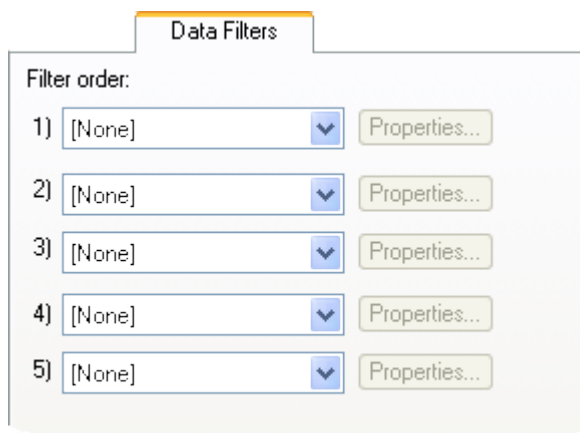 Data Filters
Filter order:
1) [None] Properties...
2) [None] Properties...
3) [None] Properties...
4) [None] Properties...
5) [None] Properties...